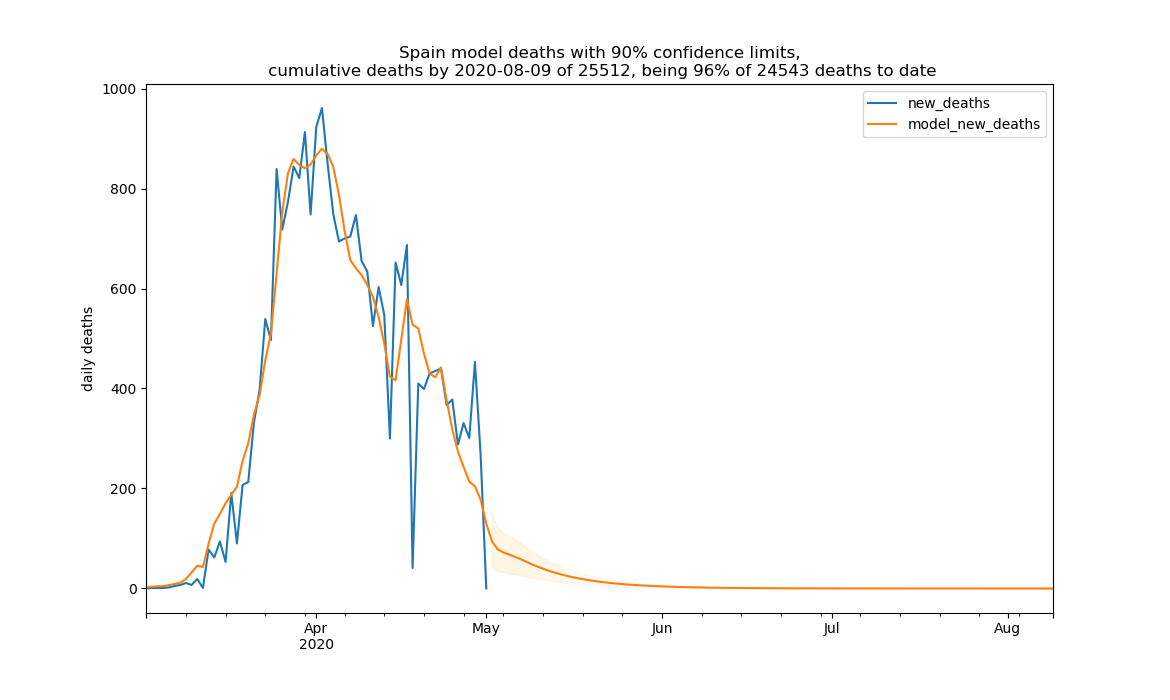 Spain model deaths with 90% confidence limits,
cumulative deaths by 2020-08-09 of 25512, being 96% of 24543 deaths to date
1000
new_deaths
model_new_deaths
800
600
daily deaths
400
200
0
Apr
2020
May
Jun
Jul
Aug